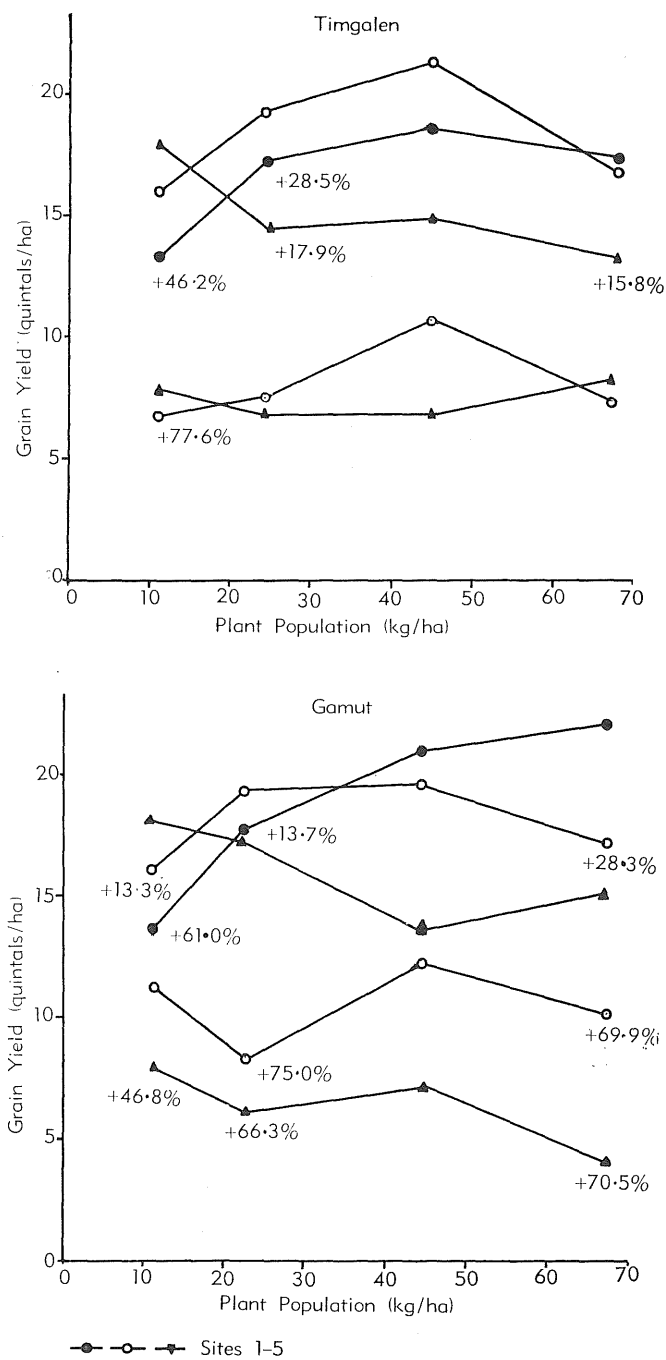 Timgalen
20
15
10
5
0
Grain Yield (quintals/ha)
+28·5%
+17·9%
+46·2%
+15·8%
+77·6%
0 10 20 30 40 50 60 70
Plant Population (kg/ha)
Gamut
20
15
10
5
0
Grain Yield (quintals/ha)
+13·7%
+28·3%
+13·3%
+61·0%
+69·9%
+75·0%
+46·8%
+66·3%
+70·5%
0 10 20 30 40 50 60 70
Plant Population (kg/ha)
Sites 1-5